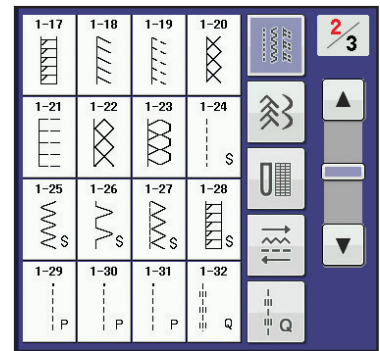 1-17 1-18 1-19 1-20
2/3
1-21 1-22 1-23 1-24
S
1-25 1-26 1-27 1-28
S S S S
1-29 1-30 1-31 1-32
P P P Q
Q